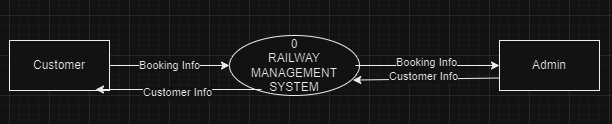 Customer
Booking Info
Customer Info
0
RAILWAY
MANAGEMENT
SYSTEM
Booking Info
Customer Info
Admin